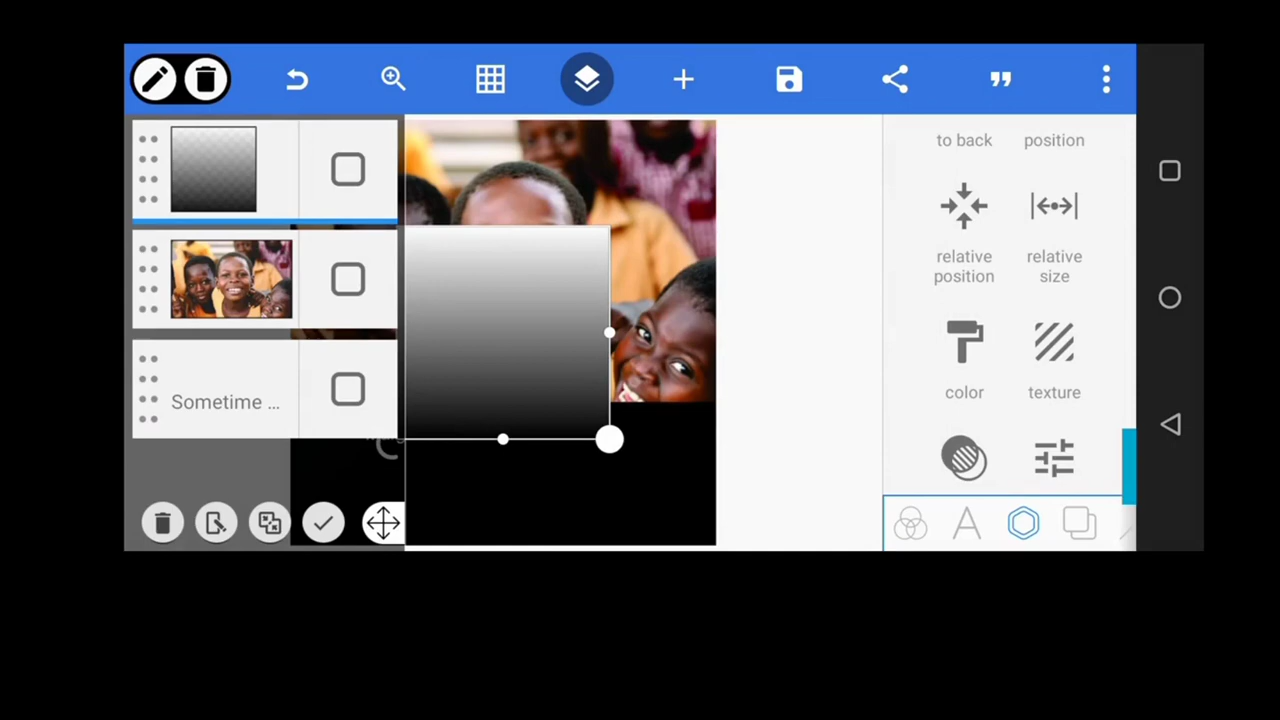 to back
position
relative
position
relative
size
color
texture
Sometime ...